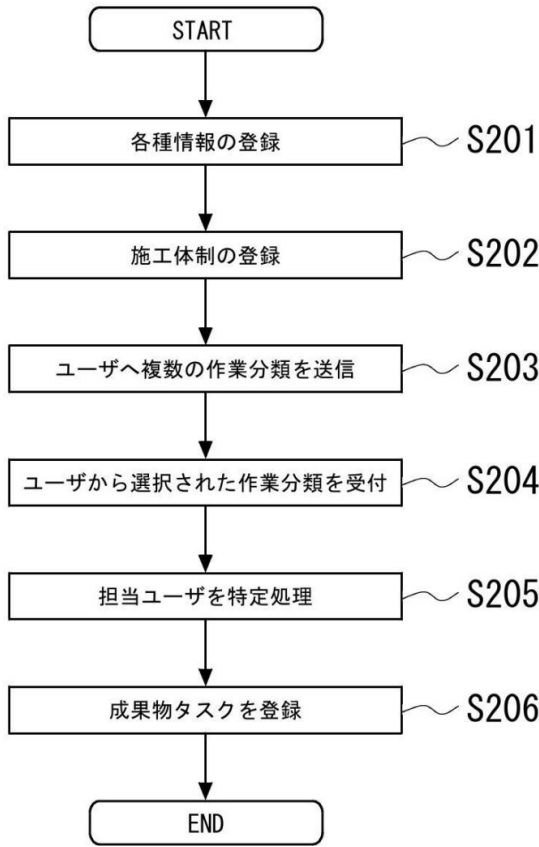 START
各種情報の登録
S201
施工体制の登録
S202
ユーザへ複数の作業分類を送信
S203
ユーザから選択された作業分類を受付
S204
担当ユーザを特定処理
S205
成果物タスクを登録
S206
END